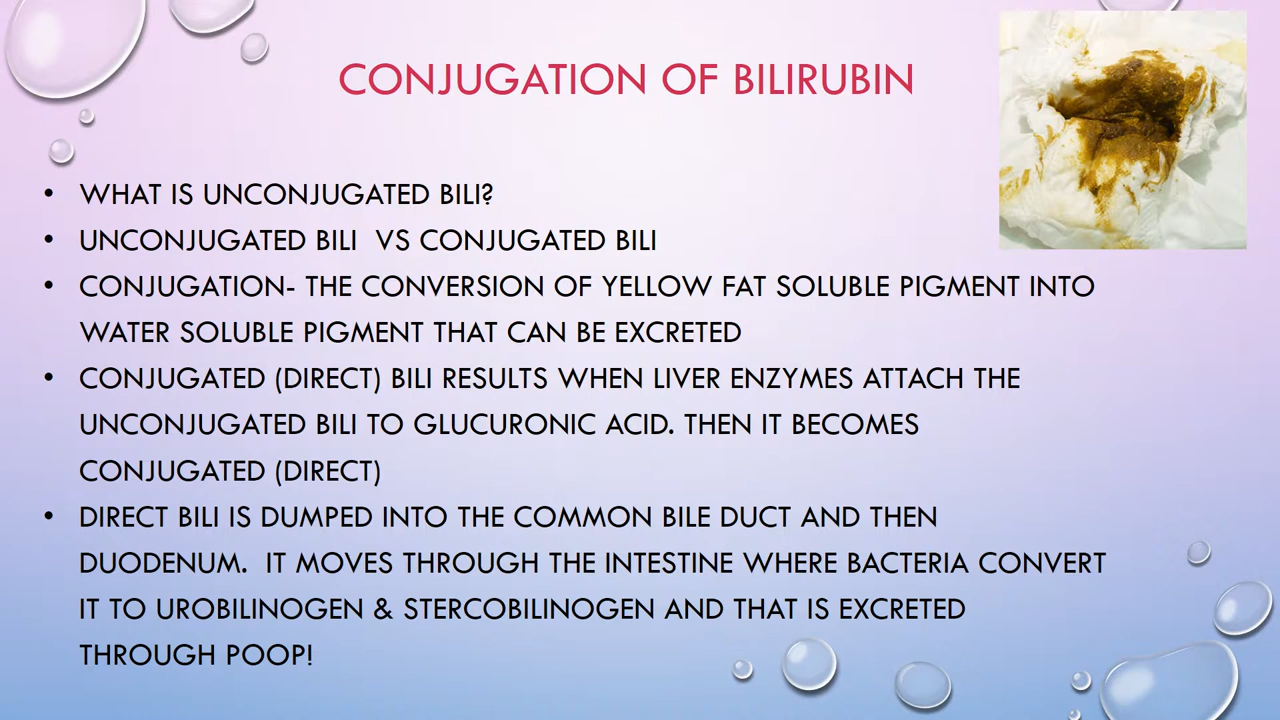 CONJUGATION OF BILIRUBIN
• WHAT IS UNCONJUGATED BILI?
• UNCONJUGATED BILI  VS CONJUGATED BILI
• CONJUGATION- THE CONVERSION OF YELLOW FAT SOLUBLE PIGMENT INTO
WATER SOLUBLE PIGMENT THAT CAN BE EXCRETED
• CONJUGATED (DIRECT) BILI RESULTS WHEN LIVER ENZYMES ATTACH THE
UNCONJUGATED BILI TO GLUCURONIC ACID. THEN IT BECOMES
CONJUGATED (DIRECT)
• DIRECT BILI IS DUMPED INTO THE COMMON BILE DUCT AND THEN
DUODENUM.  IT MOVES THROUGH THE INTESTINE WHERE BACTERIA CONVERT
IT TO UROBILINOGEN & STERCOBILINOGEN AND THAT IS EXCRETED
THROUGH POOP!